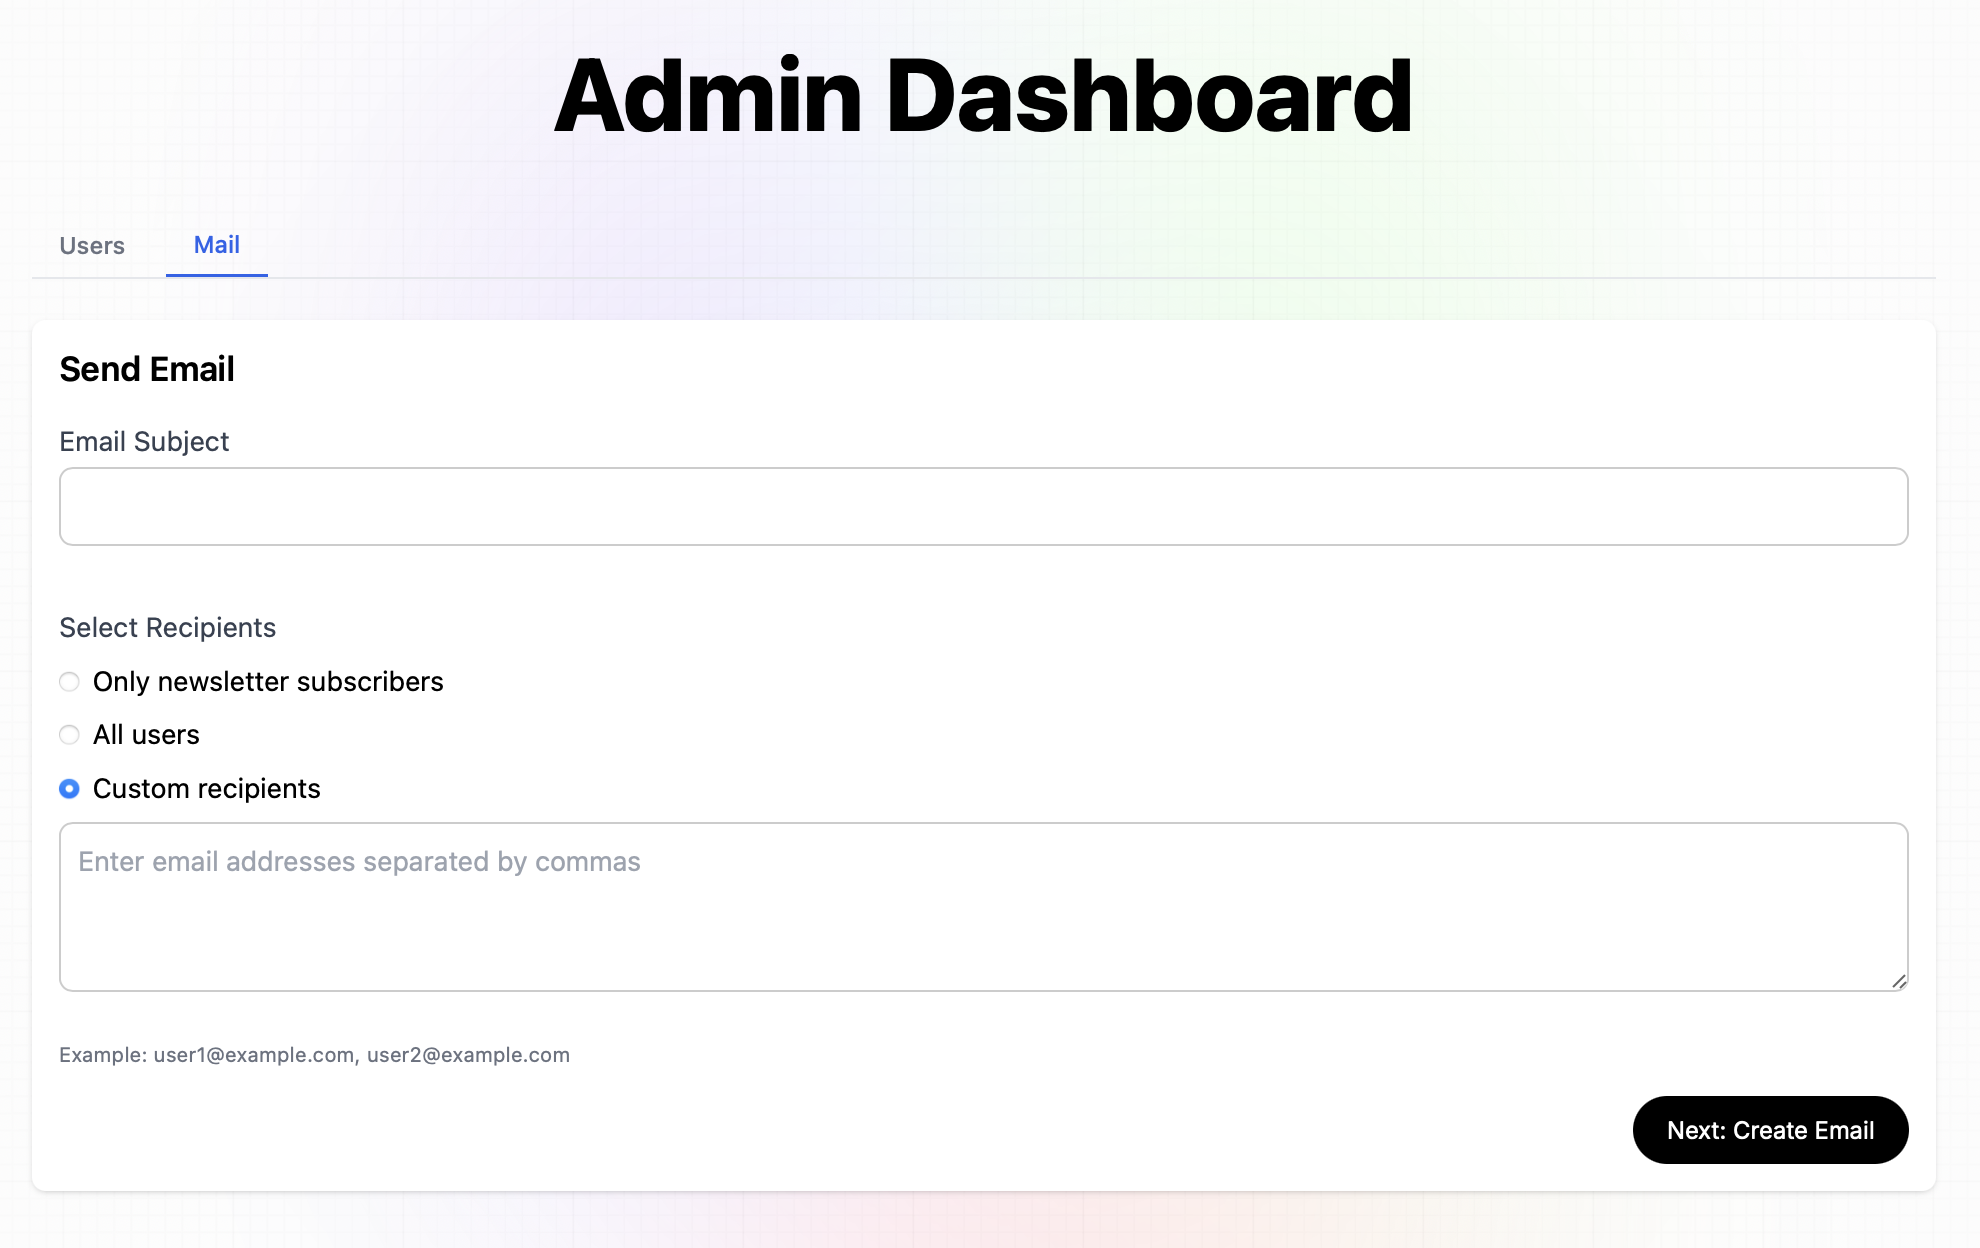 Admin Dashboard
Users
Mail
Send Email
Email Subject
Select Recipients
Only newsletter subscribers
All users
Custom recipients
Enter email addresses separated by commas
Example: user1@example.com, user2@example.com
Next: Create Email